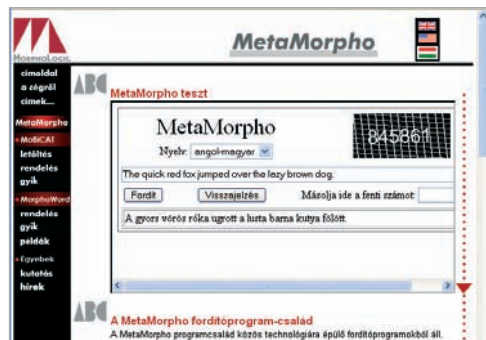 MORPHOLOGIC
MetaMorpho
címoldal
a cégről
címek...
MetaMorpho
MoBiCAT
letöltés
rendelés
gyik
MorphoWord
rendelés
gyik
példák
Egyebek
kutatás
hírek
ABC
MetaMorpho teszt
MetaMorpho
845861
Nyelv: angol-magyar
The quick red fox jumped over the lazy brown dog.
Fordít
Visszajelzés
Másolja ide a fenti számot:
A gyors vörös róka ugrott a lusta barna kutya fölött.
ABC
A MetaMorpho fordítóprogram-család
A MetaMorpho programcsalád közös technológiára épülő fordítóprogramokból áll.